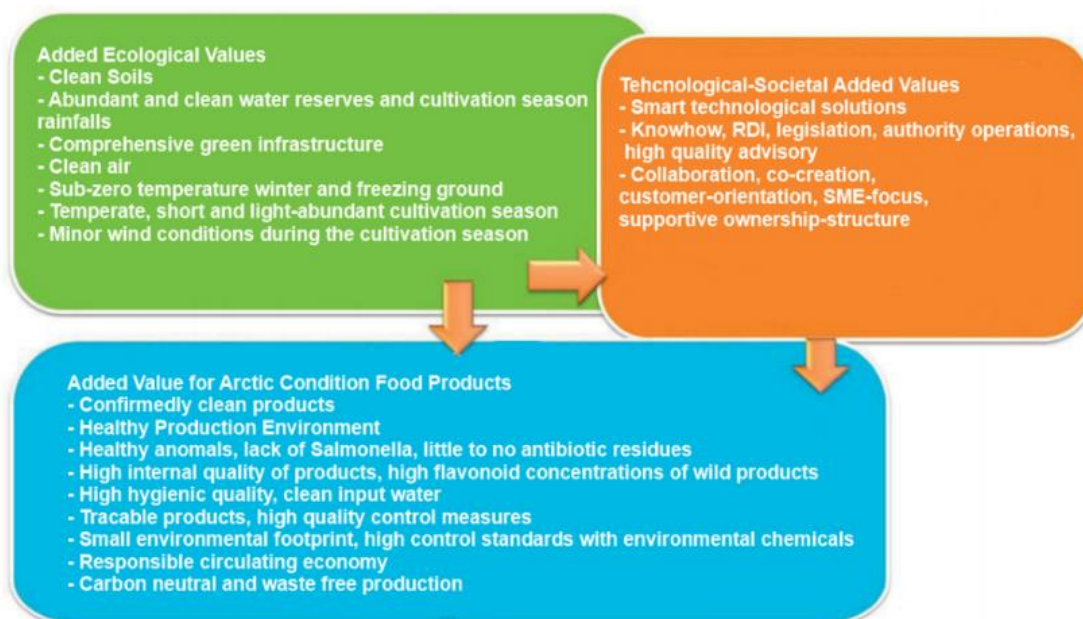 Added Ecological Values
- Clean Soils
- Abundant and clean water reserves and cultivation season
rainfalls
- Comprehensive green infrastructure
- Clean air
- Sub-zero temperature winter and freezing ground
- Temperate, short and light-abundant cultivation season
- Minor wind conditions during the cultivation season
Tehcnological-Societal Added Values
- Smart technological solutions
- Knowhow, RDI, legislation, authority operations,
high quality advisory
- Collaboration, co-creation,
customer-orientation, SME-focus,
supportive ownership-structure
Added Value for Arctic Condition Food Products
- Confirmedly clean products
- Healthy Production Environment
- Healthy anomals, lack of Salmonella, little to no antibiotic residues
- High internal quality of products, high flavonoid concentrations of wild products
- High hygienic quality, clean input water
- Tracable products, high quality control measures
- Small environmental footprint, high control standards with environmental chemicals
- Responsible circulating economy
- Carbon neutral and waste free production